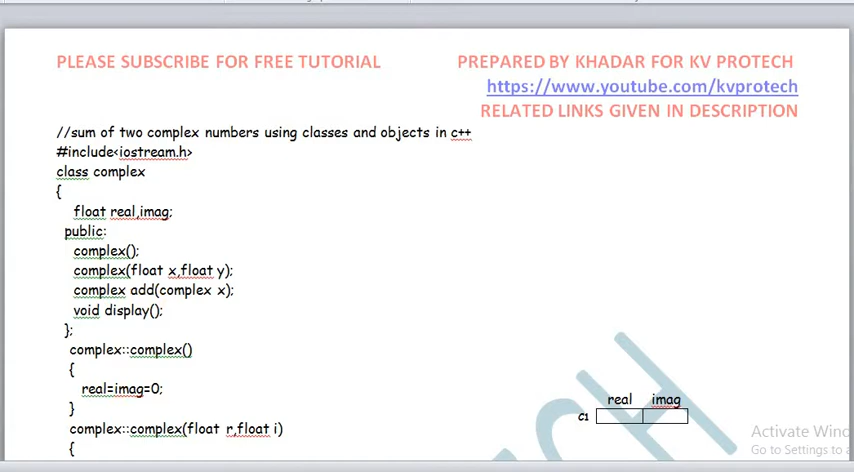 PLEASE SUBSCRIBE FOR FREE TUTORIAL
PREPARED BY KHADAR FOR KV PROTECH
https://www.youtube.com/kvprotech
RELATED LINKS GIVEN IN DESCRIPTION
//sum of two complex numbers using classes and objects in c++
#include<iostream.h>
class complex
{
float real,imag;
public:
complex();
complex(float x,float y);
complex add(complex x);
void display();
};
complex::complex()
{
real=imag=0;
}
complex::complex(float r,float i)
{
real imag
c1
Activate Wind
Go to Settings to a